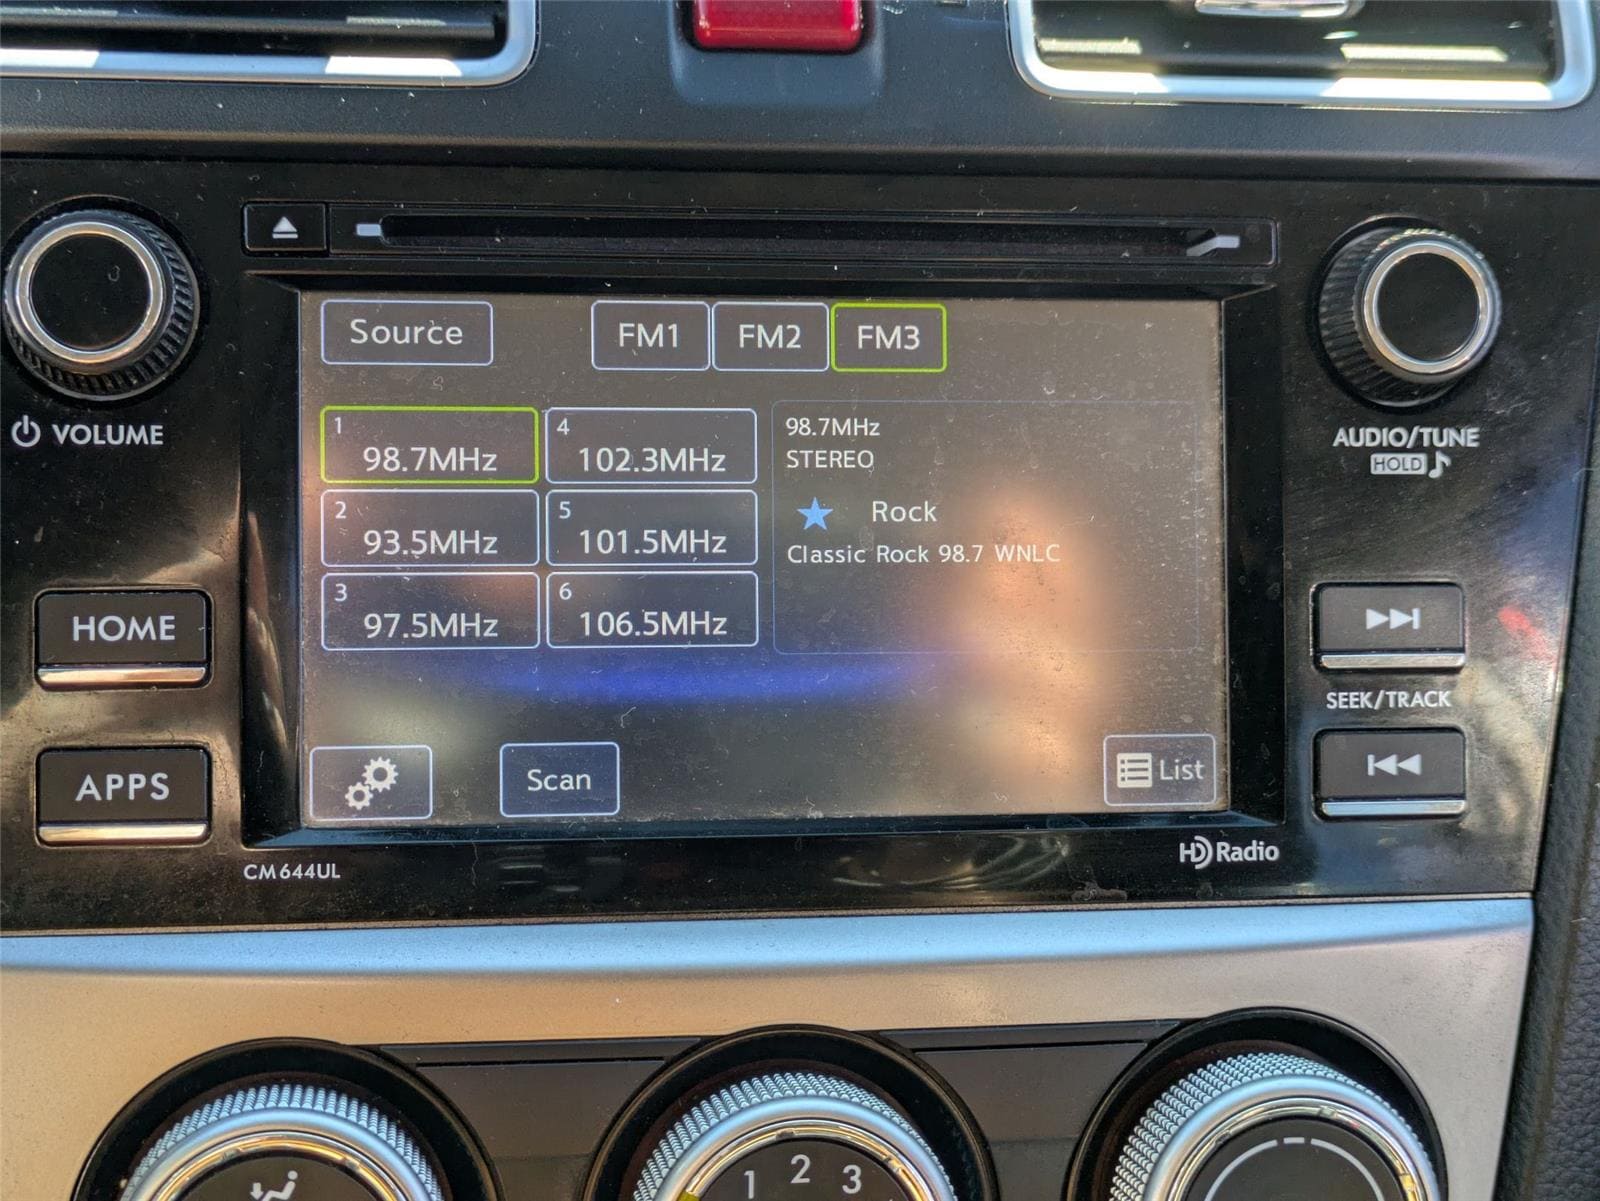 Source
FM1 FM2 FM3
1 98.7MHz
4 102.3MHz
2 93.5MHz
5 101.5MHz
3 97.5MHz
6 106.5MHz
98.7MHz
STEREO
Rock
Classic Rock 98.7 WNLC
Scan
List
VOLUME
HOME
APPS
AUDIO/TUNE
HOLD
SEEK/TRACK
CM644UL
HD Radio
1 2 3